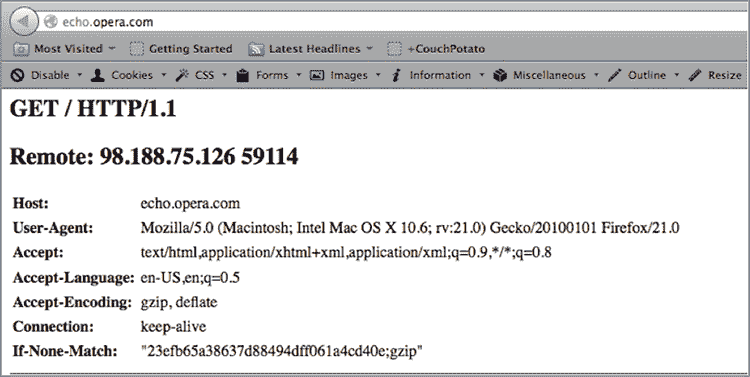 echo.opera.com
Most Visited Getting Started Latest Headlines +CouchPotato
Disable Cookies CSS Forms Images Information Miscellaneous Outline Resize
GET / HTTP/1.1
Remote: 98.188.75.126 59114
Host: echo.opera.com
User-Agent: Mozilla/5.0 (Macintosh; Intel Mac OS X 10.6; rv:21.0) Gecko/20100101 Firefox/21.0
Accept: text/html,application/xhtml+xml,application/xml;q=0.9,*/*;q=0.8
Accept-Language: en-US,en;q=0.5
Accept-Encoding: gzip, deflate
Connection: keep-alive
If-None-Match: "23efb65a38637d88494dff061a4cd40e;gzip"